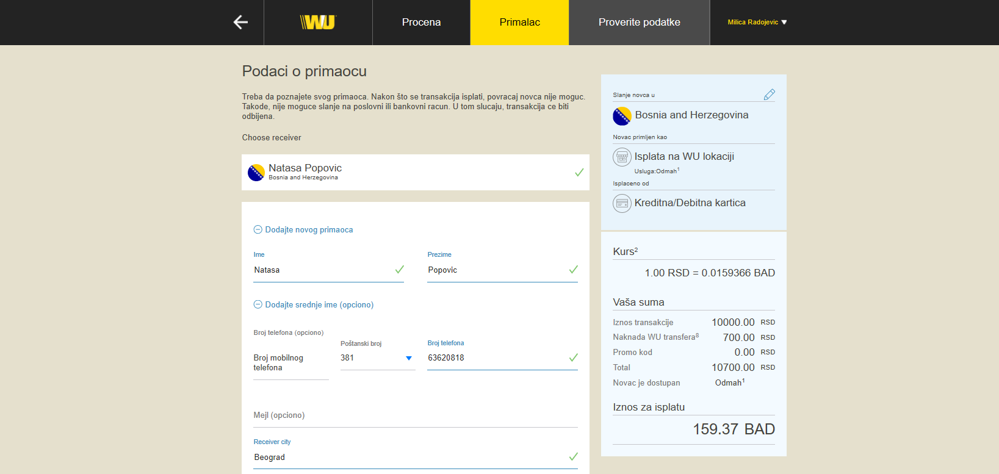 WU
Procena
Primalac
Proverite podatke
Milica Radojevic
Podaci o primaocu
Treba da poznajete svog primaoca. Nakon što se transakcija isplati, povracaj novca nije moguc.
Takode, nije moguce slanje na poslovni ili bankovni racun. U tom slucaju, transakcija ce biti
odbijena.
Choose receiver
Natasa Popovic
Bosnia and Herzegovina
Dodajte novog primaoca
Ime
Prezime
Natasa
Popovic
Dodajte srednje ime (opciono)
Broj telefona (opciono)
Poštanski broj
Broj telefona
Broj mobilnog
telefona
381
63620818
Mejl (opciono)
Receiver city
Beograd
Slanje novca u
Bosnia and Herzegovina
Novac primljen kao
Isplata na WU lokaciji
Usluga:Odmah1
Isplaceno od
Kreditna/Debitna kartica
Kurs2
1.00 RSD = 0.0159366 BAD
Vaša suma
Iznos transakcije 10000.00 RSD
Naknada WU transfera8 700.00 RSD
Promo kod 0.00 RSD
Total 10700.00 RSD
Novac je dostupan Odmah1
Iznos za isplatu
159.37 BAD